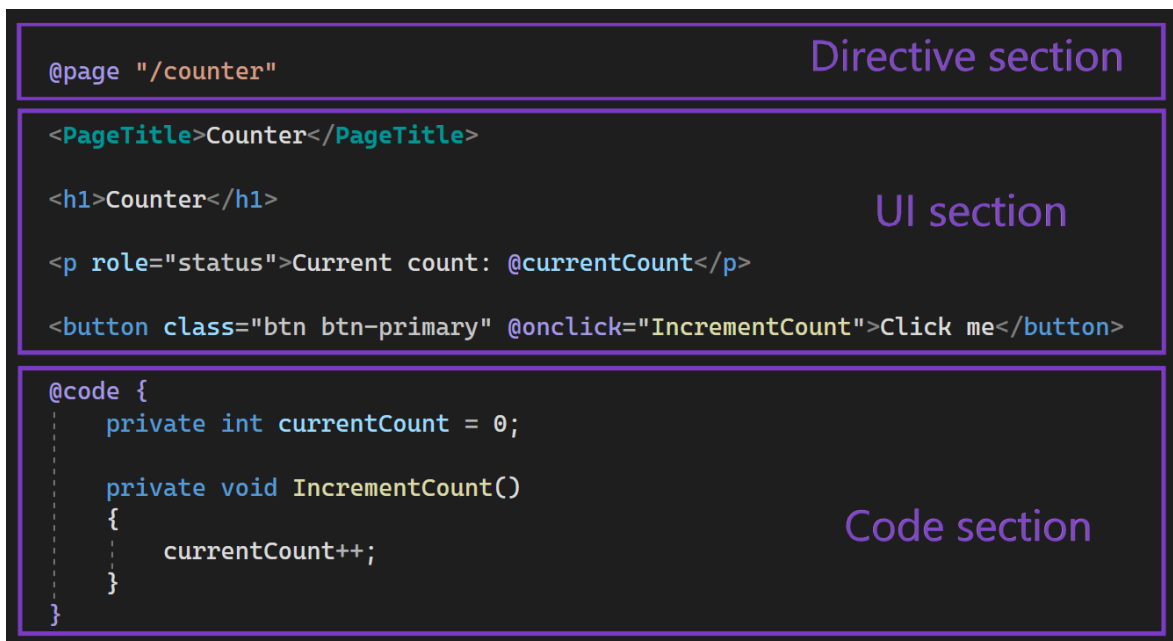 Directive section
@page "/counter"
<PageTitle>Counter</PageTitle>
<h1>Counter</h1>
UI section
<p role="status">Current count: @currentCount</p>
<button class="btn btn-primary" @onclick="IncrementCount">Click me</button>
@code {
    private int currentCount = 0;
    private void IncrementCount()
    {
Code section
        currentCount++;
    }
}